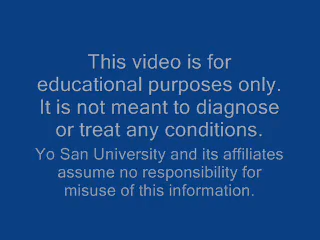 This video is for
educational purposes only.
It is not meant to diagnose
or treat any conditions.
Yo San University and its affiliates
assume no responsibility for
misuse of this information.